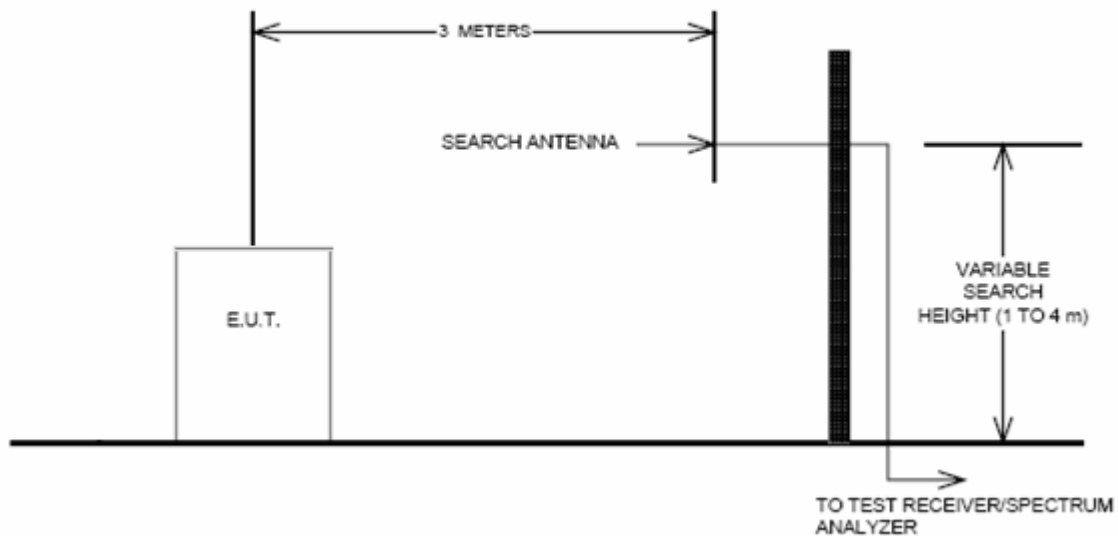 3 METERS
SEARCH ANTENNA
E.U.T.
VARIABLE
SEARCH
HEIGHT (1 TO 4 m)
TO TEST RECEIVER/SPECTRUM
ANALYZER